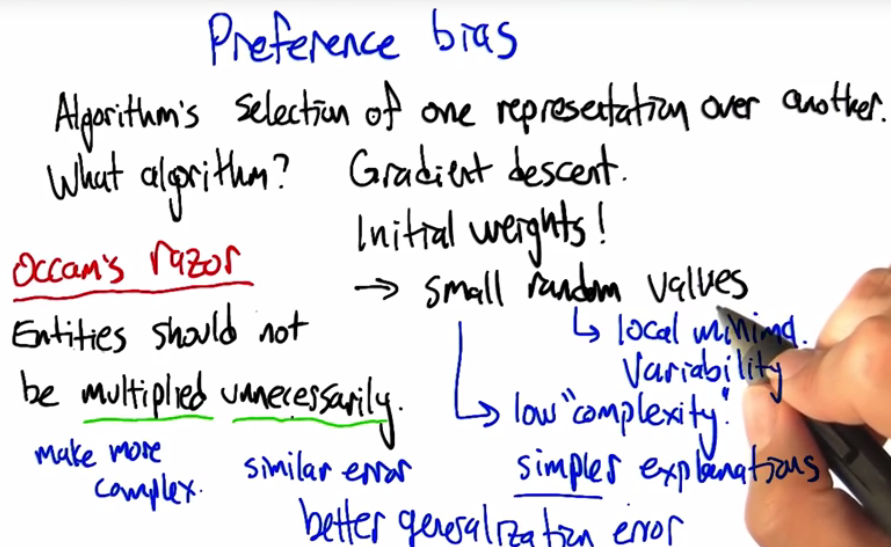 Preference bias
Algorithm's selection of one representation over another.
What algorithm? Gradient descent.
Initial weights!
→ small random values
↳ local minima.
variability
↳ low "complexity".
simpler explanations
better generalization error
Occam's razor
Entities should not
be multiplied unnecessarily.
make more
complex.
similar error